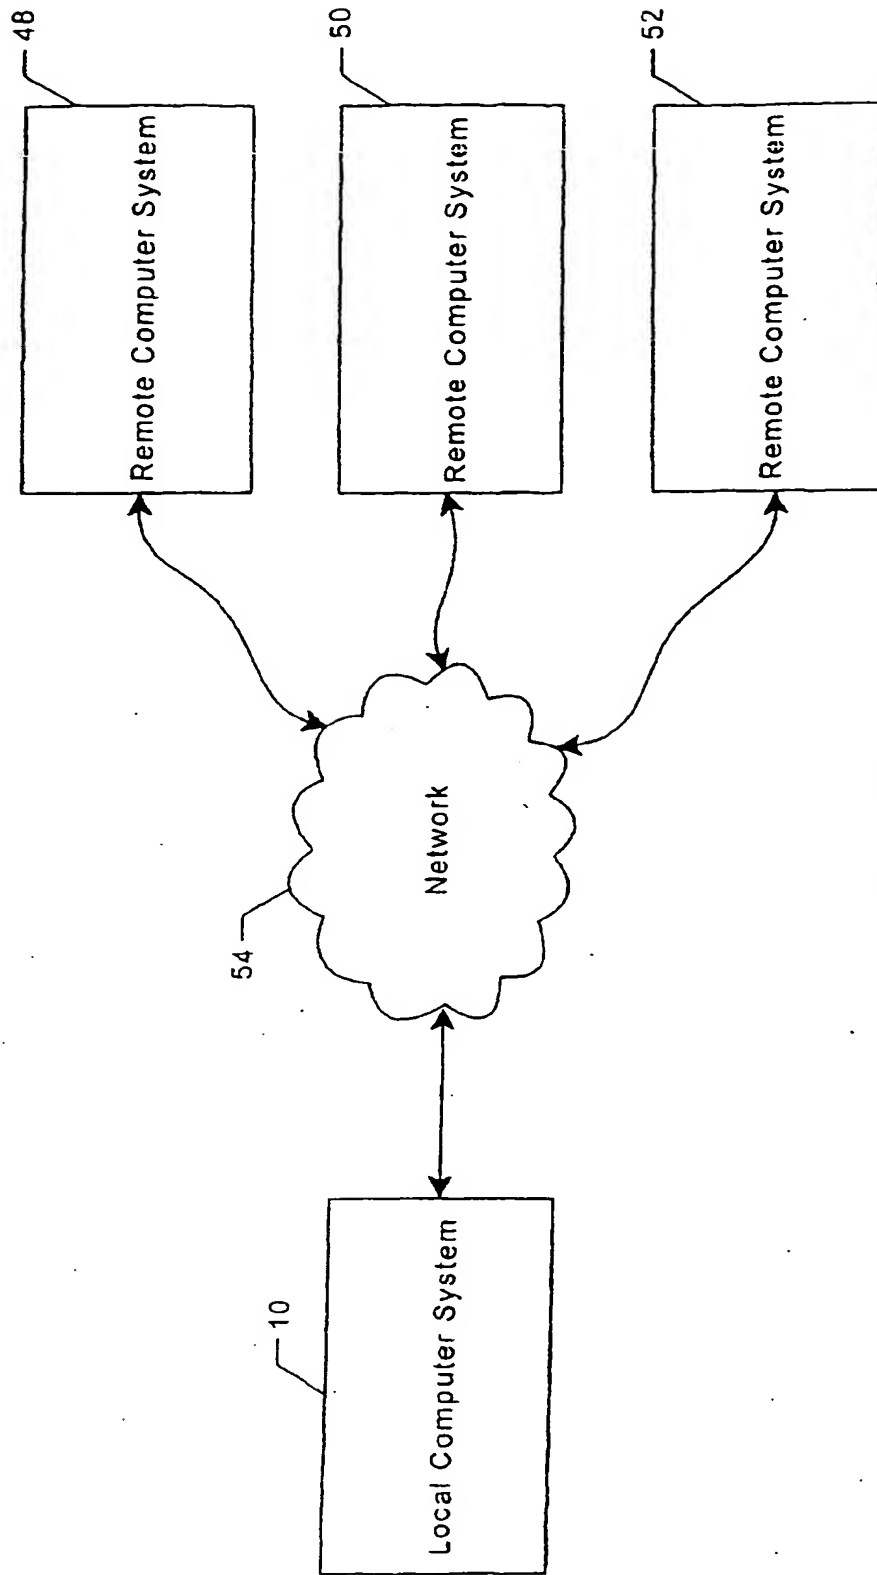 48
Remote Computer System
50
Remote Computer System
52
Remote Computer System
54
Network
10
Local Computer System